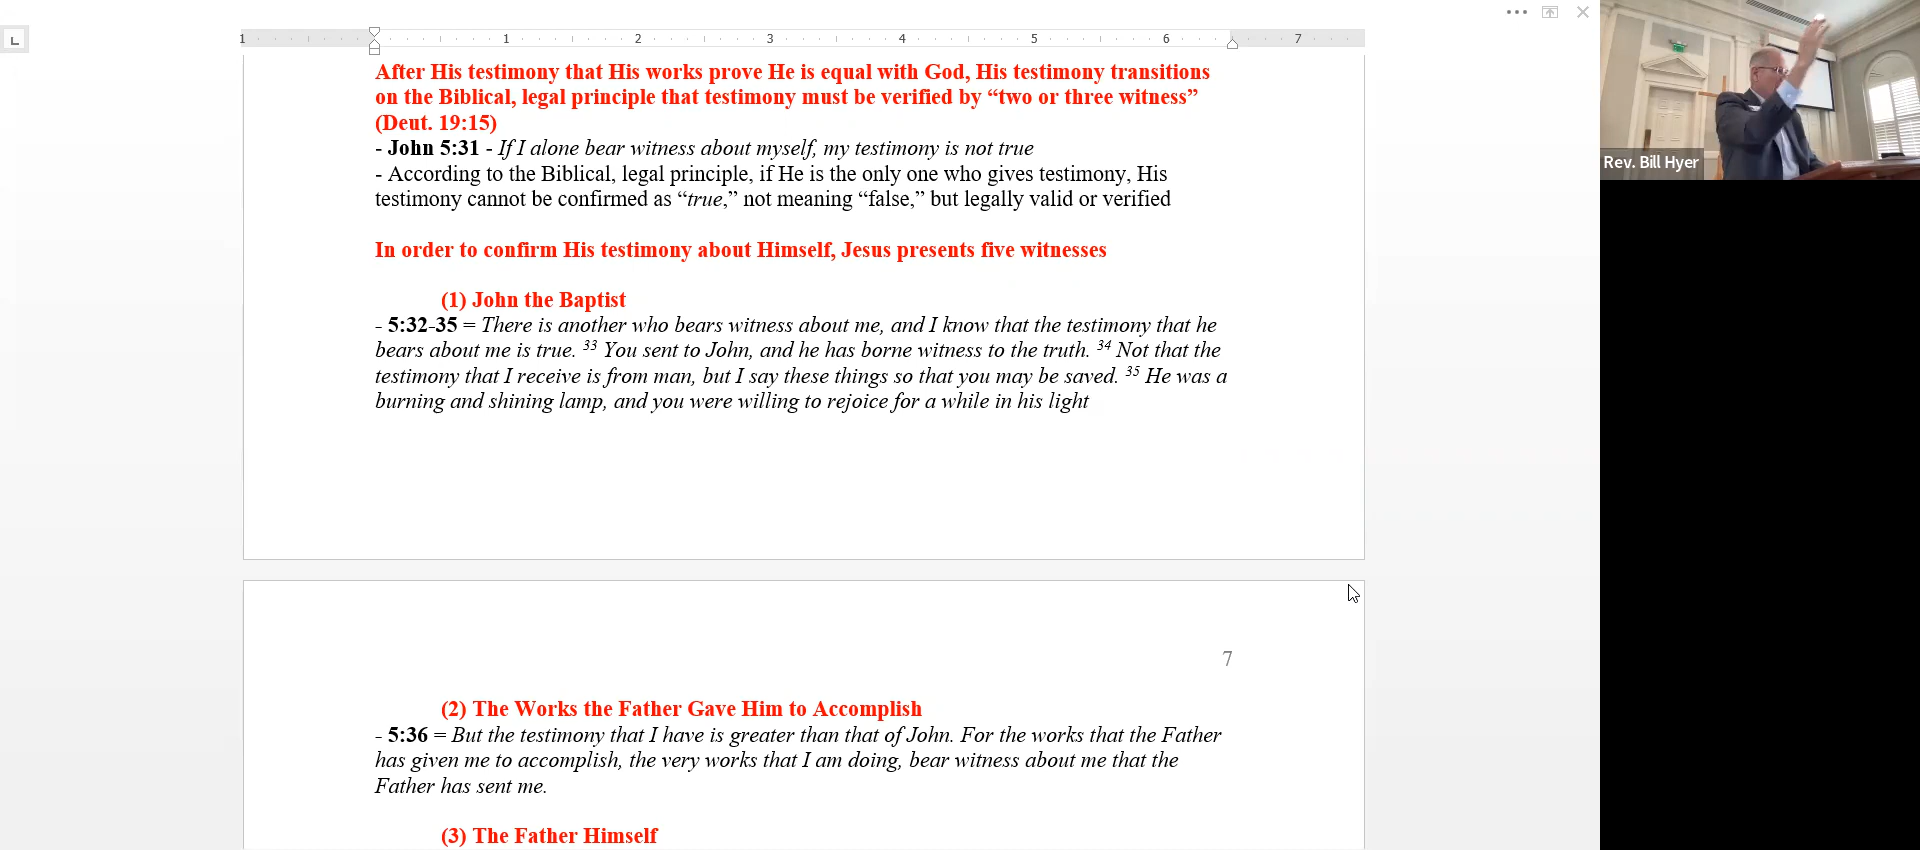 1 1 2 3 4 5 6 7
After His testimony that His works prove He is equal with God, His testimony transitions
on the Biblical, legal principle that testimony must be verified by “two or three witness”
(Deut. 19:15)
- John 5:31 - If I alone bear witness about myself, my testimony is not true
- According to the Biblical, legal principle, if He is the only one who gives testimony, His
testimony cannot be confirmed as “true,” not meaning “false,” but legally valid or verified
In order to confirm His testimony about Himself, Jesus presents five witnesses
(1) John the Baptist
- 5:32-35 = There is another who bears witness about me, and I know that the testimony that he
bears about me is true. 33 You sent to John, and he has borne witness to the truth. 34 Not that the
testimony that I receive is from man, but I say these things so that you may be saved. 35 He was a
burning and shining lamp, and you were willing to rejoice for a while in his light
7
(2) The Works the Father Gave Him to Accomplish
- 5:36 = But the testimony that I have is greater than that of John. For the works that the Father
has given me to accomplish, the very works that I am doing, bear witness about me that the
Father has sent me.
(3) The Father Himself
Rev. Bill Hyer